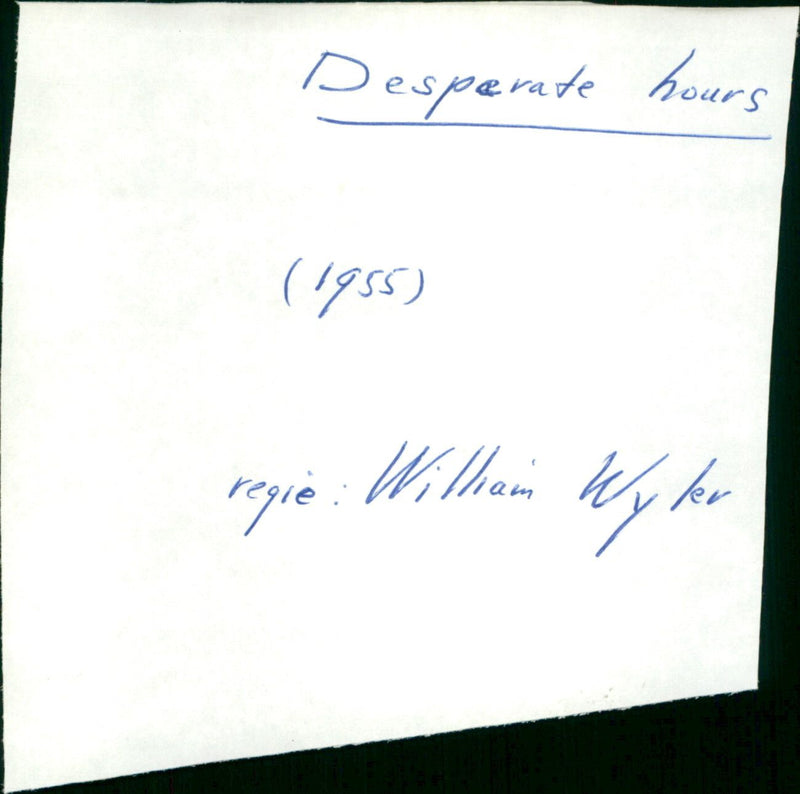 Desperate hours
(1955)
regie: William Wyler